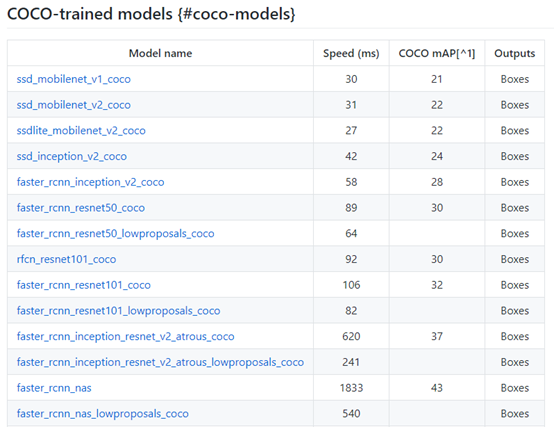 COCO-trained models {#coco-models}
Model name Speed (ms) COCO mAP[^1] Outputs
ssd_mobilenet_v1_coco 30 21 Boxes
ssd_mobilenet_v2_coco 31 22 Boxes
ssdlite_mobilenet_v2_coco 27 22 Boxes
ssd_inception_v2_coco 42 24 Boxes
faster_rcnn_inception_v2_coco 58 28 Boxes
faster_rcnn_resnet50_coco 89 30 Boxes
faster_rcnn_resnet50_lowproposals_coco 64 Boxes
rfcn_resnet101_coco 92 30 Boxes
faster_rcnn_resnet101_coco 106 32 Boxes
faster_rcnn_resnet101_lowproposals_coco 82 Boxes
faster_rcnn_inception_resnet_v2_atrous_coco 620 37 Boxes
faster_rcnn_inception_resnet_v2_atrous_lowproposals_coco 241 Boxes
faster_rcnn_nas 1833 43 Boxes
faster_rcnn_nas_lowproposals_coco 540 Boxes